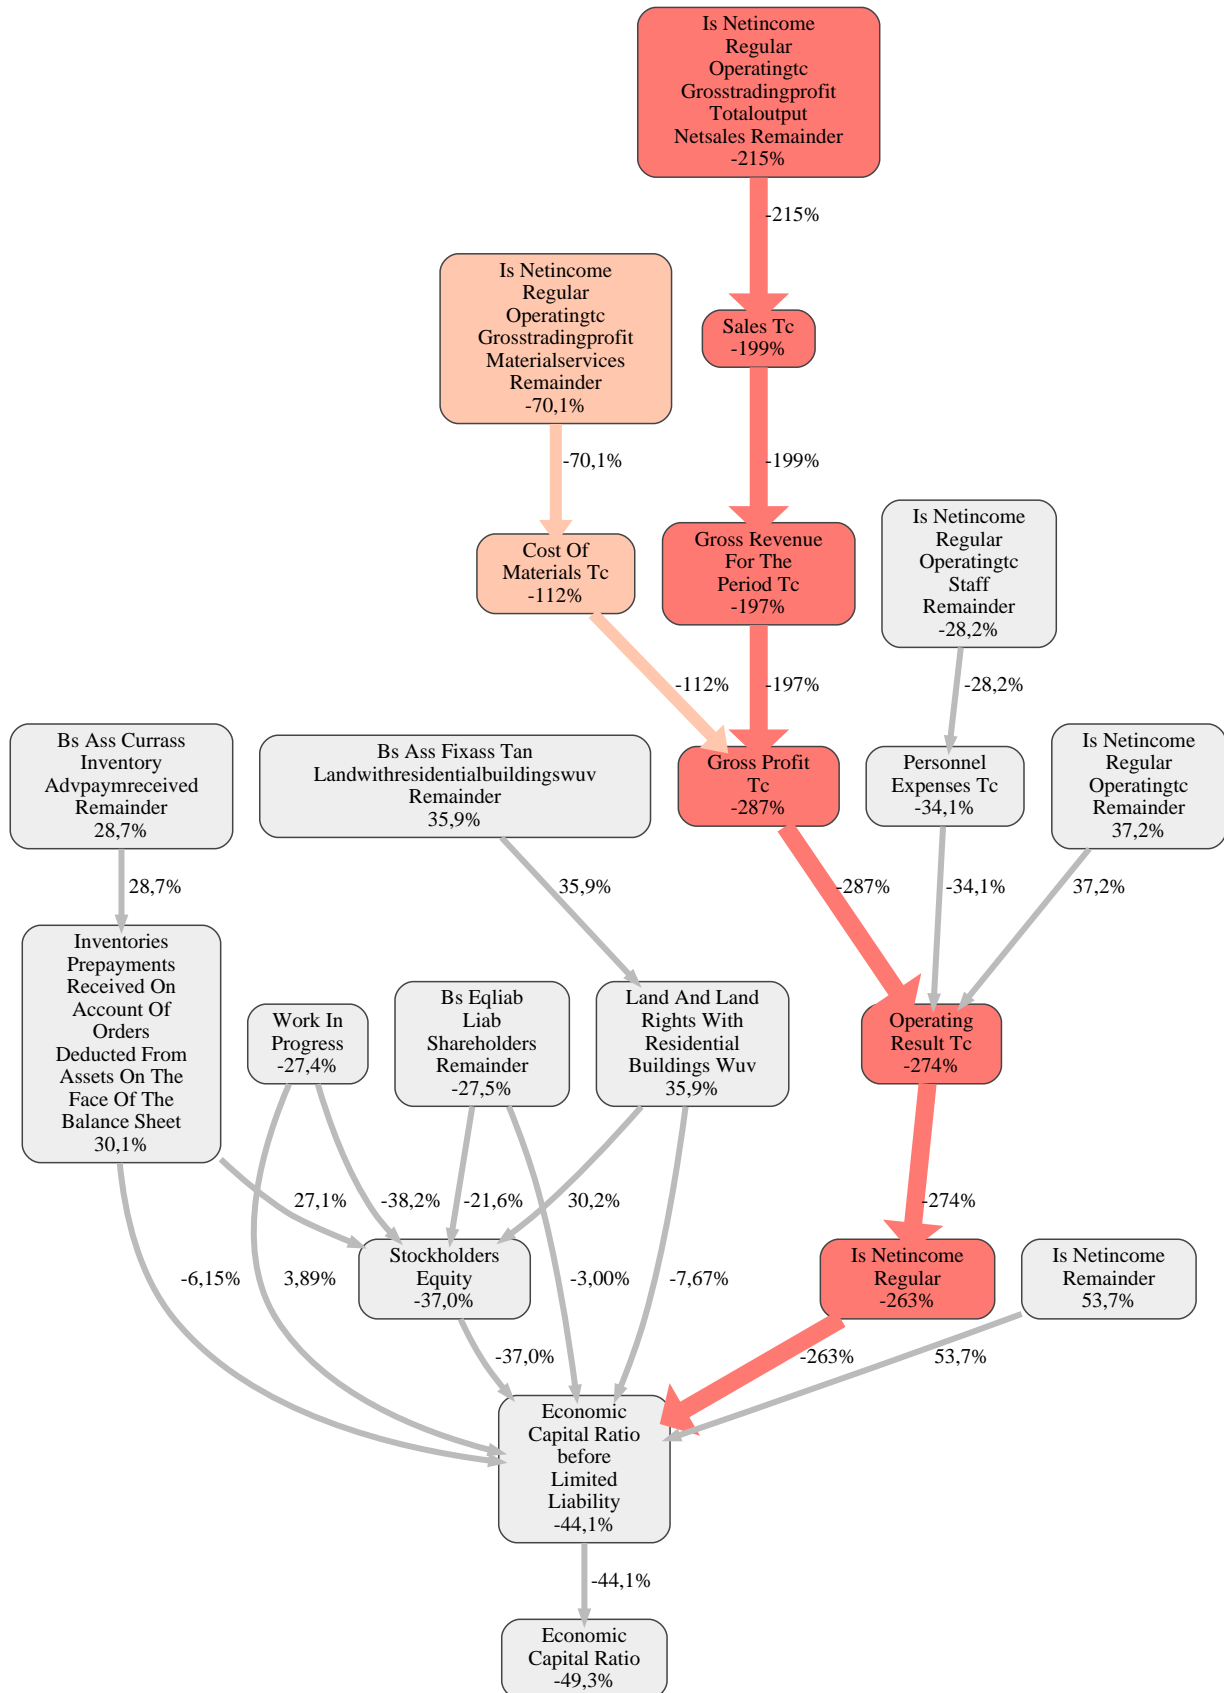 Is Netincome
Regular
Operatingtc
Grosstradingprofit
Totaloutput
Netsales Remainder
-215%
-215%
Is Netincome
Regular
Operatingtc
Grosstradingprofit
Materialservices
Remainder
-70,1%
Sales Tc
-199%
-70,1%
-199%
Is Netincome
Regular
Operatingtc
Staff
Remainder
-28,2%
Cost Of
Materials Tc
-112%
Gross Revenue
For The
Period Tc
-197%
-112%
-197%
-28,2%
Bs Ass Currass
Inventory
Advpaymreceived
Remainder
28,7%
Bs Ass Fixass Tan
Landwithresidentialbuildingswuv
Remainder
35,9%
Gross Profit
Tc
-287%
Personnel
Expenses Tc
-34,1%
Is Netincome
Regular
Operatingtc
Remainder
37,2%
28,7%
35,9%
-287%
-34,1%
37,2%
Inventories
Prepayments
Received On
Account Of
Orders
Deducted From
Assets On The
Face Of The
Balance Sheet
30,1%
Work In
Progress
-27,4%
Bs Eqliab
Liab
Shareholders
Remainder
-27,5%
Land And Land
Rights With
Residential
Buildings Wuv
35,9%
Operating
Result Tc
-274%
27,1%
-38,2%
-21,6%
30,2%
-274%
-6,15%
3,89%
Stockholders
Equity
-37,0%
-3,00%
-7,67%
Is Netincome
Regular
-263%
Is Netincome
Remainder
53,7%
-37,0%
-263%
53,7%
Economic
Capital Ratio
before
Limited
Liability
-44,1%
-44,1%
Economic
Capital Ratio
-49,3%